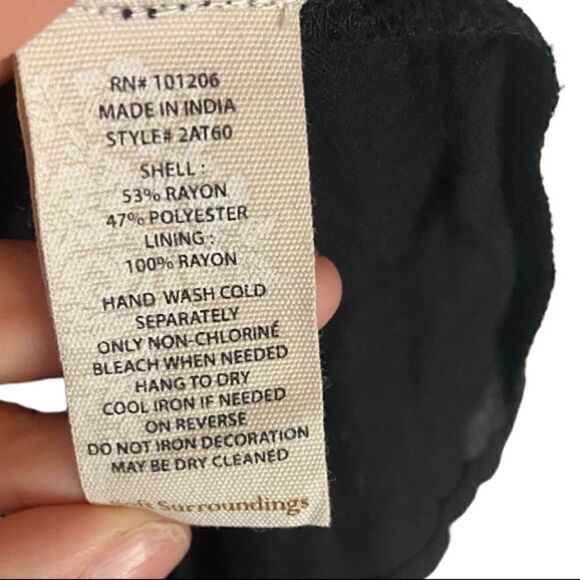 RN# 101206
MADE IN INDIA
STYLE# 2AT60
SHELL :
53% RAYON
47% POLYESTER
LINING :
100% RAYON
HAND WASH COLD
SEPARATELY
ONLY NON-CHLORINE
BLEACH WHEN NEEDED
HANG TO DRY
COOL IRON IF NEEDED
ON REVERSE
DO NOT IRON DECORATION
MAY BE DRY CLEANED
Surroundings